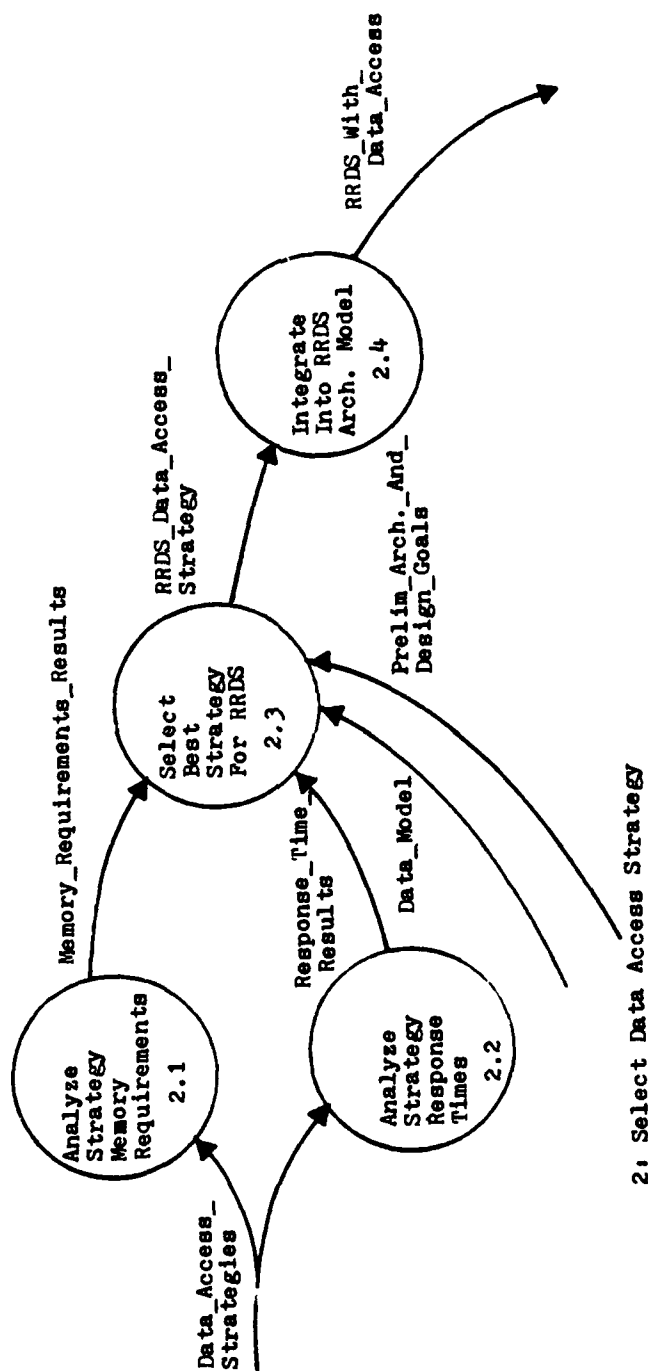 Data_Access_
Strategies
Analyze
Strategy
Memory
Requirements
2.1
Memory_Requirements_Results
Analyze
Strategy
Response
Times
2.2
Response_Time_
Results
Data_Model
Select
Best
Strategy
For RRDS
2.3
RRDS_Data_Access_
Strategy
Prelim_Arch._And_
Design_Goals
Integrate
Into RRDS
Arch. Model
2.4
RRDS_With_
Data_Access
2: Select Data Access Strategy